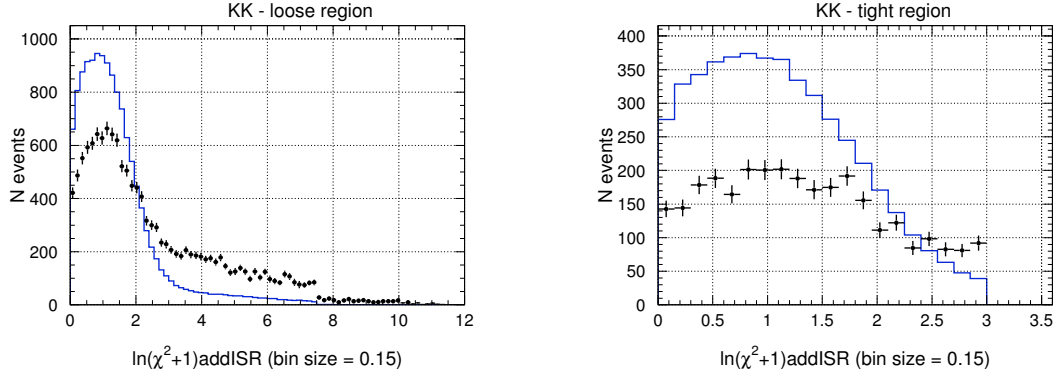 KK - loose region
N events
1000
800
600
400
200
0
0 2 4 6 8 10 12
ln(χ²+1)addISR (bin size = 0.15)
KK - tight region
N events
400
350
300
250
200
150
100
50
0
0 0.5 1 1.5 2 2.5 3 3.5
ln(χ²+1)addISR (bin size = 0.15)